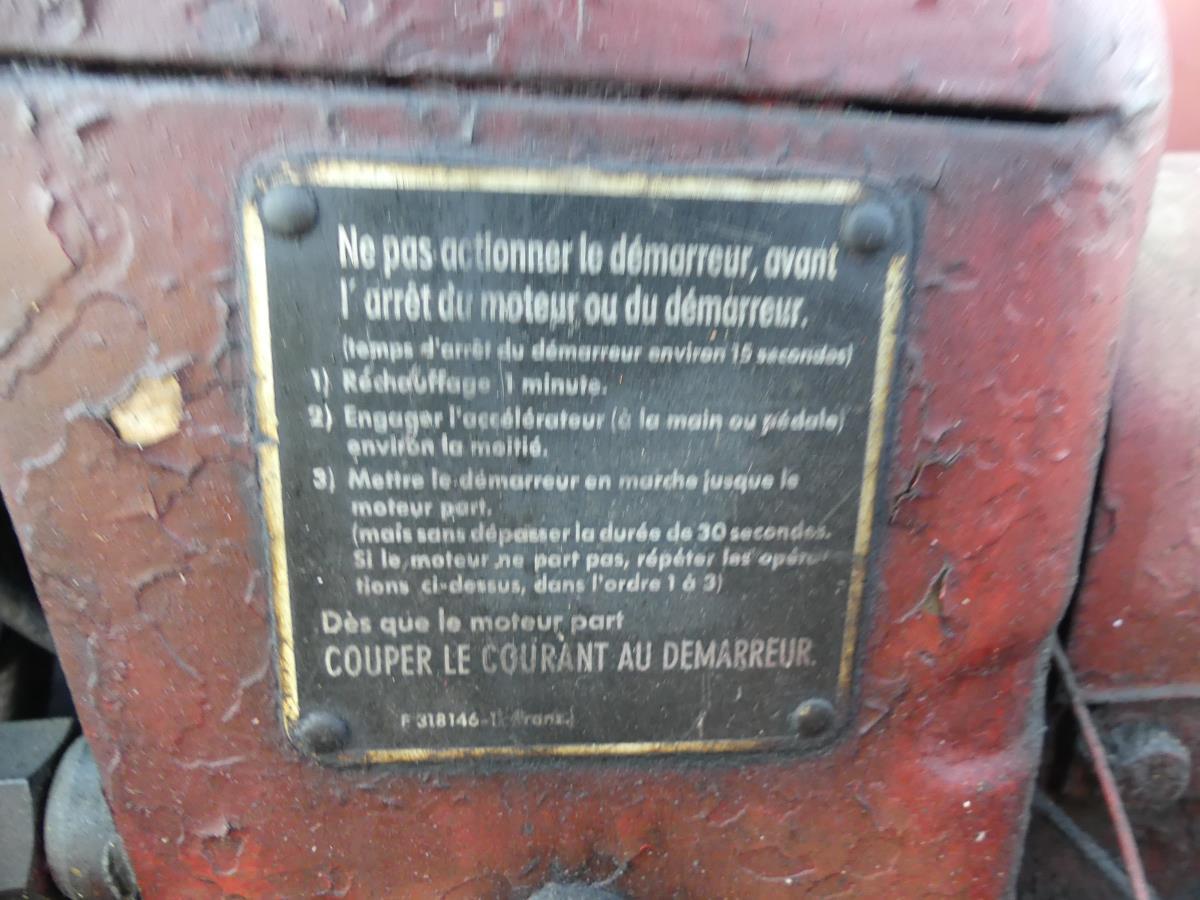 Ne pas actionner le démarreur, avant
l'arrêt du moteur ou du démarreur.
(temps d'arrêt du démarreur environ 15 secondes)
1) Réchauffage 1 minute.
2) Engager l'accélérateur (à la main ou pédale)
environ la moitié.
3) Mettre le démarreur en marche jusque le
moteur part.
(mais sans dépasser la durée de 30 secondes.
Si le moteur ne part pas, répéter les opéra-
tions ci-dessus, dans l'ordre 1 à 3)
Dès que le moteur part
COUPER LE COURANT AU DEMARREUR.
F 318146-1 (Franz.)